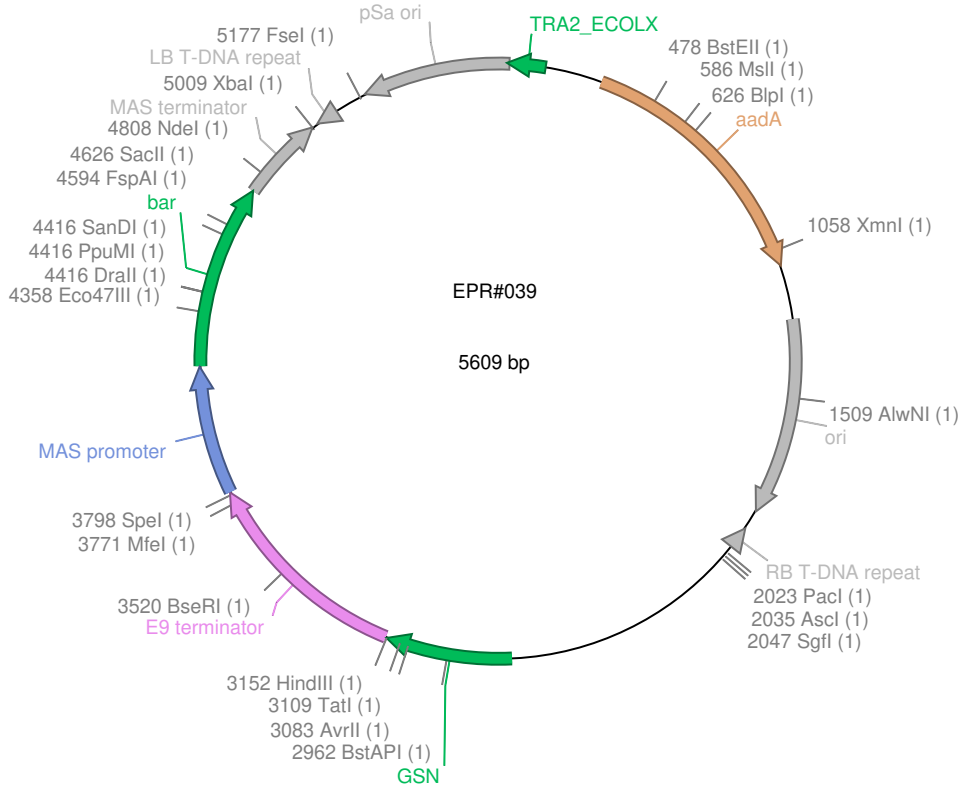 pSa ori
TRA2_ECOLX
5177 FseI (1)
LB T-DNA repeat
5009 XbaI (1)
MAS terminator
4808 NdeI (1)
4626 SacII (1)
4594 FspAI (1)
bar
4416 SanDI (1)
4416 PpuMI (1)
4416 DraII (1)
4358 Eco47III (1)
478 BstEII (1)
586 MslI (1)
626 BlpI (1)
aadA
1058 XmnI (1)
EPR#039
5609 bp
1509 AlwNI (1)
ori
MAS promoter
3798 SpeI (1)
3771 MfeI (1)
3520 BseRI (1)
E9 terminator
RB T-DNA repeat
2023 PacI (1)
2035 AscI (1)
2047 SgfI (1)
3152 HindIII (1)
3109 TatI (1)
3083 AvrII (1)
2962 BstAPI (1)
GSN